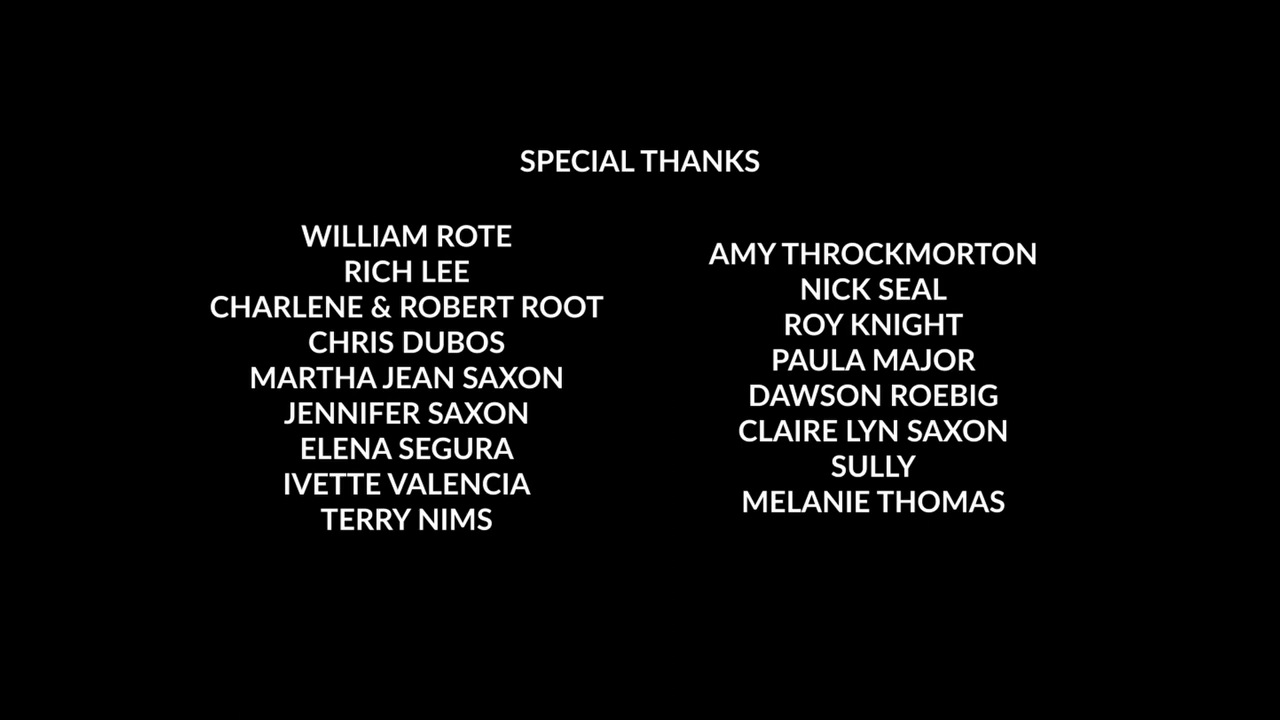 SPECIAL THANKS
WILLIAM ROTE
RICH LEE
CHARLENE & ROBERT ROOT
CHRIS DUBOS
MARTHA JEAN SAXON
JENNIFER SAXON
ELENA SEGURA
IVETTE VALENCIA
TERRY NIMS
AMY THROCKMORTON
NICK SEAL
ROY KNIGHT
PAULA MAJOR
DAWSON ROEBIG
CLAIRE LYN SAXON
SULLY
MELANIE THOMAS